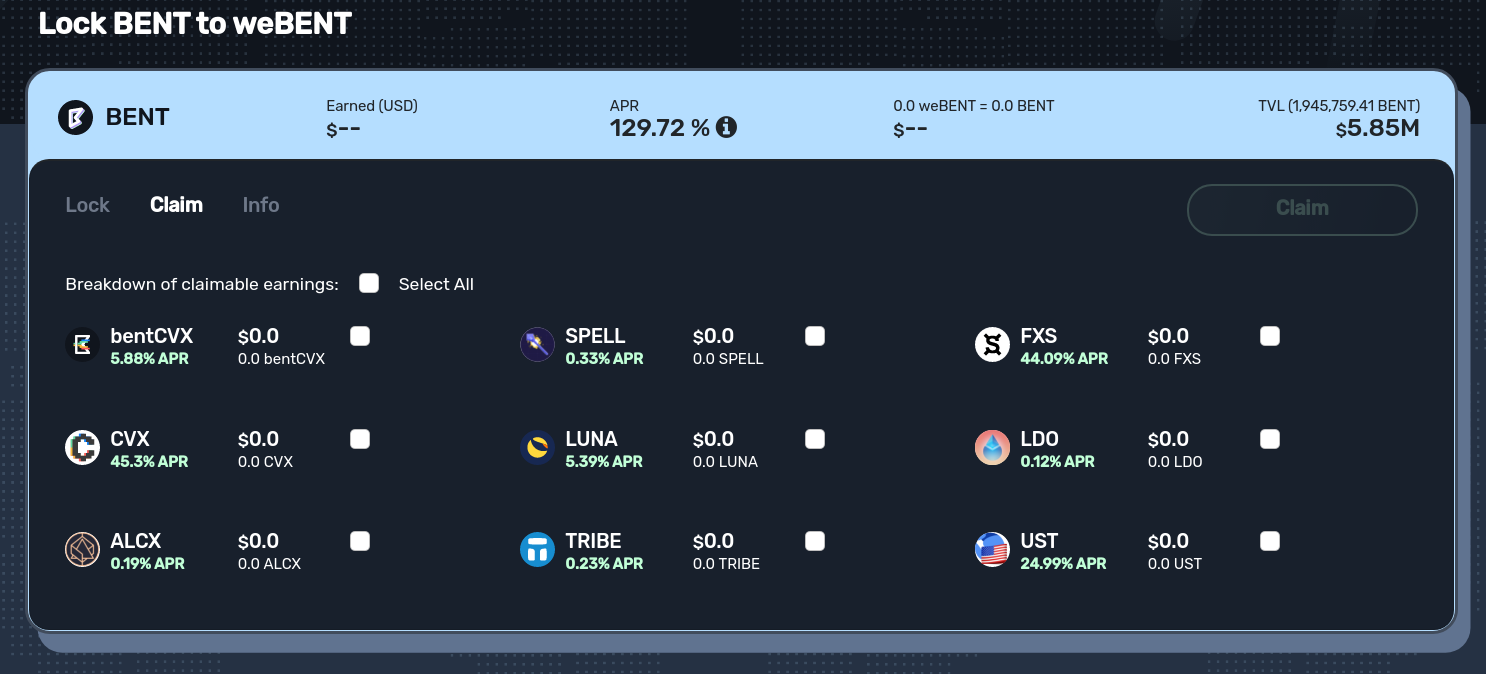 Lock BENT to weBENT
BENT
Earned (USD)
$--
APR
129.72 %
0.0 weBENT = 0.0 BENT
$--
TVL (1,945,759.41 BENT)
$5.85M
Lock Claim Info
Claim
Breakdown of claimable earnings: Select All
bentCVX $0.0
5.88% APR 0.0 bentCVX
SPELL $0.0
0.33% APR 0.0 SPELL
FXS $0.0
44.09% APR 0.0 FXS
CVX $0.0
45.3% APR 0.0 CVX
LUNA $0.0
5.39% APR 0.0 LUNA
LDO $0.0
0.12% APR 0.0 LDO
ALCX $0.0
0.19% APR 0.0 ALCX
TRIBE $0.0
0.23% APR 0.0 TRIBE
UST $0.0
24.99% APR 0.0 UST